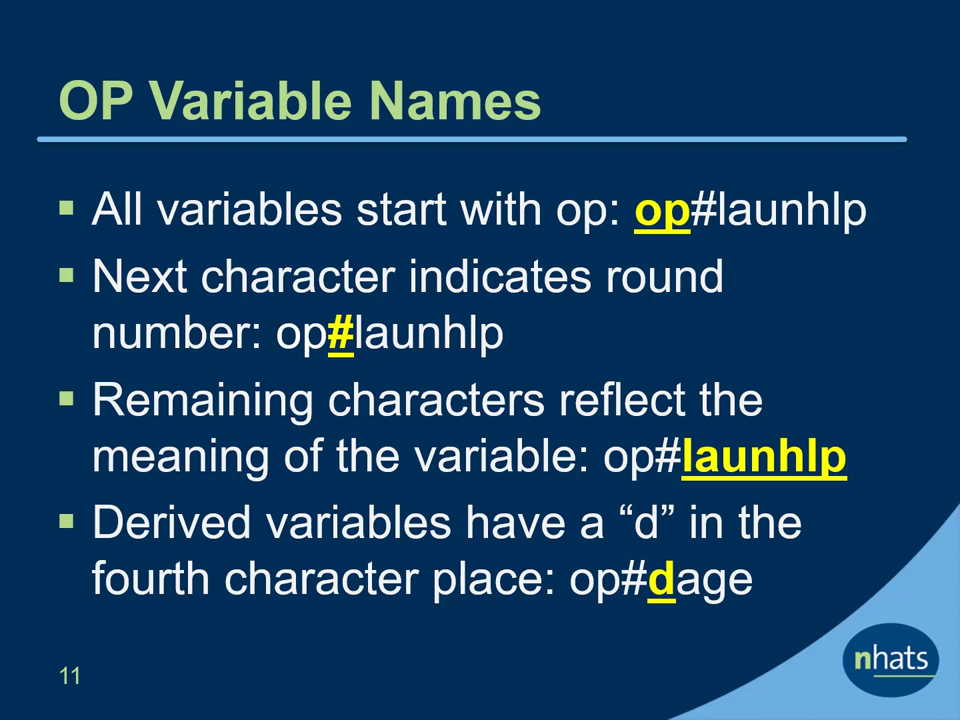 OP Variable Names
▪ All variables start with op: op#launhlp
▪ Next character indicates round
number: op#launhlp
▪ Remaining characters reflect the
meaning of the variable: op#launhlp
▪ Derived variables have a “d” in the
fourth character place: op#dage
11
nhats